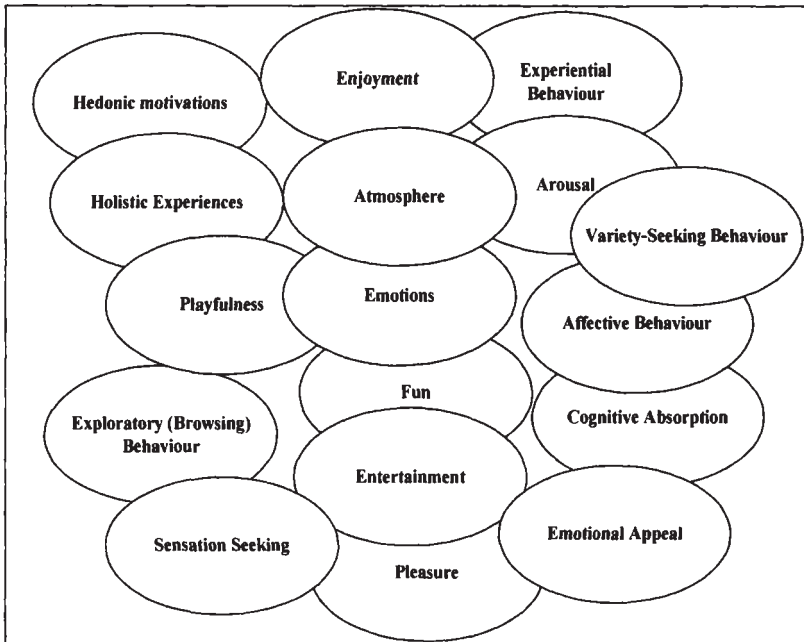 Enjoyment
Experiential
Behaviour
Hedonic motivations
Arousal
Atmosphere
Holistic Experiences
Variety-Seeking Behaviour
Emotions
Playfulness
Affective Behaviour
Fun
Cognitive Absorption
Exploratory (Browsing)
Behaviour
Entertainment
Emotional Appeal
Sensation Seeking
Pleasure